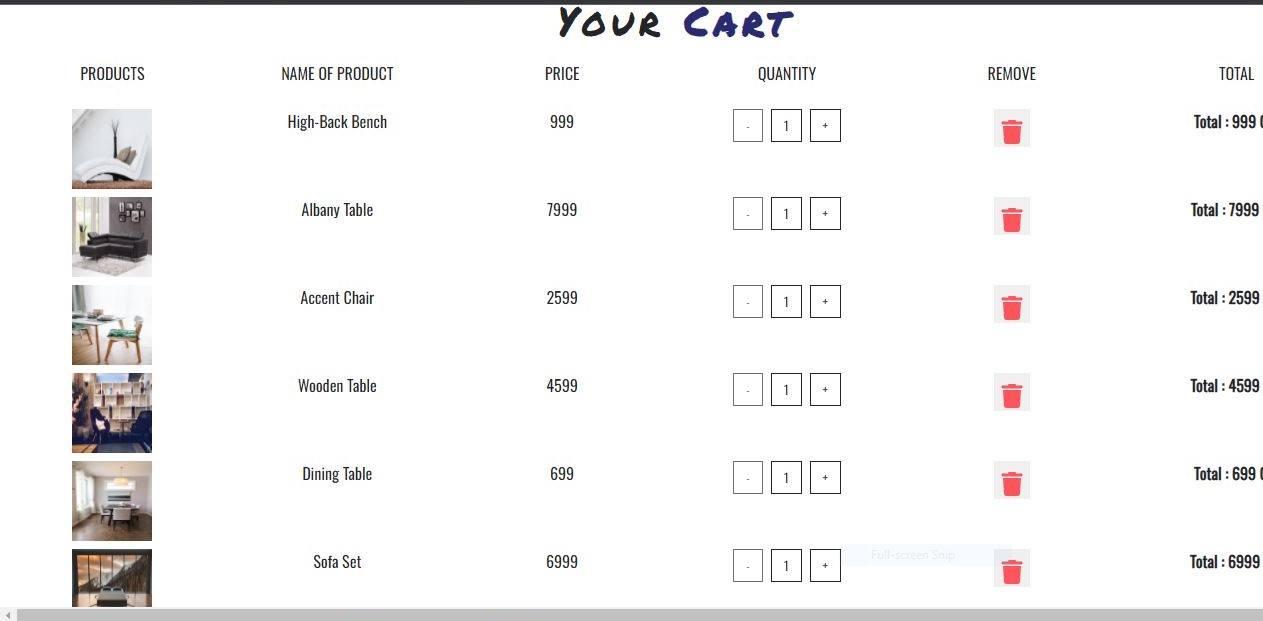 Your Cart
PRODUCTS NAME OF PRODUCT PRICE QUANTITY REMOVE TOTAL
High-Back Bench 999 - 1 + Total : 999
Albany Table 7999 - 1 + Total : 7999
Accent Chair 2599 - 1 + Total : 2599
Wooden Table 4599 - 1 + Total : 4599
Dining Table 699 - 1 + Total : 699
Sofa Set 6999 - 1 + Total : 6999
Full-screen Snip